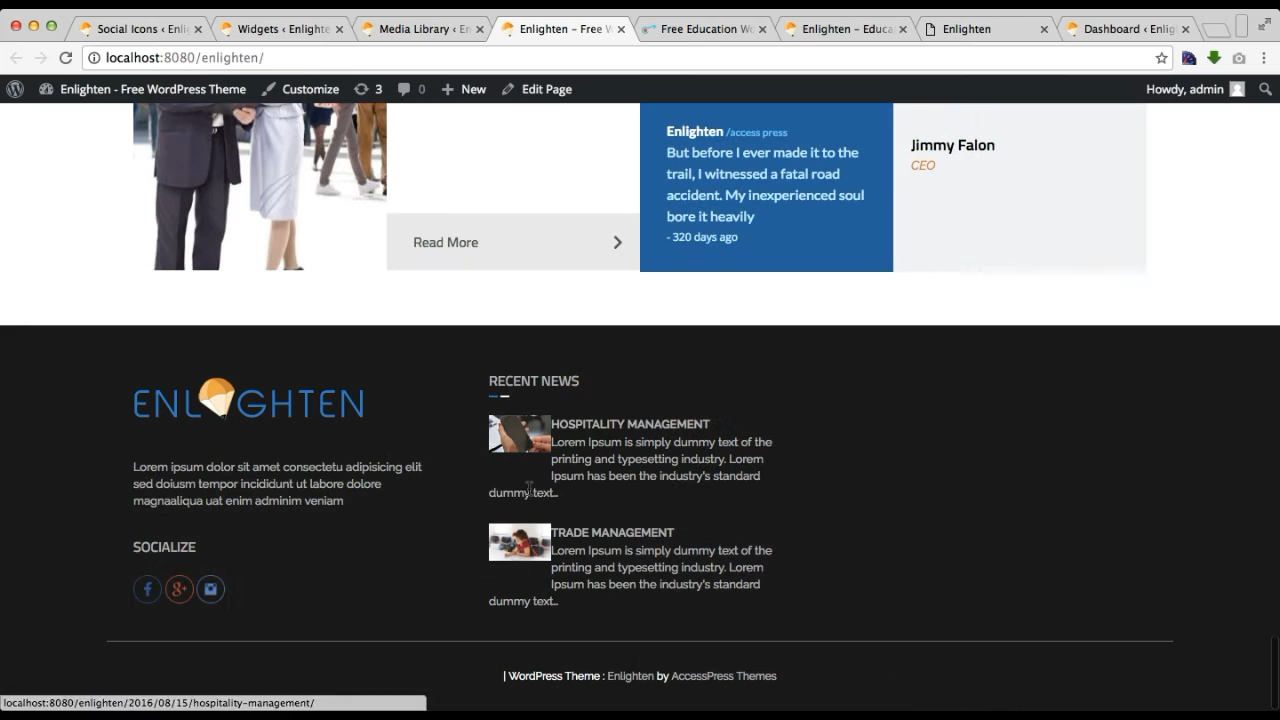 Social Icons ‹ Enli
Widgets ‹ Enlighte
Media Library ‹ En
Enlighten – Free W
Free Education Wo
Enlighten – Educa
Enlighten
Dashboard ‹ Enlig
localhost:8080/enlighten/
Enlighten - Free WordPress Theme
Customize
3
0
New
Edit Page
Howdy, admin
Read More
Enlighten /access press
But before I ever made it to the
trail, I witnessed a fatal road
accident. My inexperienced soul
bore it heavily
- 320 days ago
Jimmy Falon
CEO
ENLIGHTEN
Lorem ipsum dolor sit amet consectetu adipisicing elit
sed doiusm tempor incididunt ut labore dolore
magnaaliqua uat enim adminim veniam
SOCIALIZE
RECENT NEWS
HOSPITALITY MANAGEMENT
Lorem Ipsum is simply dummy text of the
printing and typesetting industry. Lorem
Ipsum has been the industry's standard
dummy text...
TRADE MANAGEMENT
Lorem Ipsum is simply dummy text of the
printing and typesetting industry. Lorem
Ipsum has been the industry's standard
dummy text...
| WordPress Theme : Enlighten by AccessPress Themes
localhost:8080/enlighten/2016/08/15/hospitality-management/